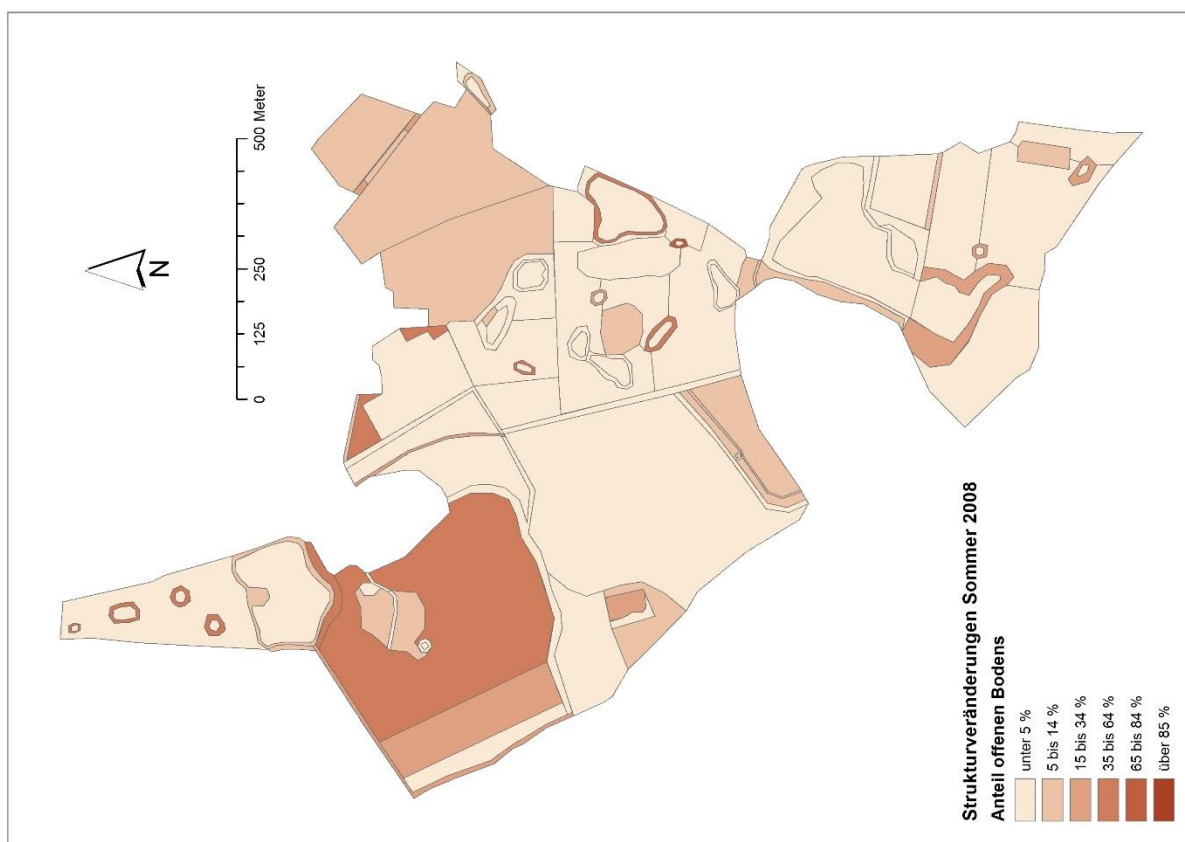 N
0 125 250 500 Meter
Strukturveränderungen Sommer 2008
Anteil offenen Bodens
unter 5 %
5 bis 14 %
15 bis 34 %
35 bis 64 %
65 bis 84 %
über 85 %